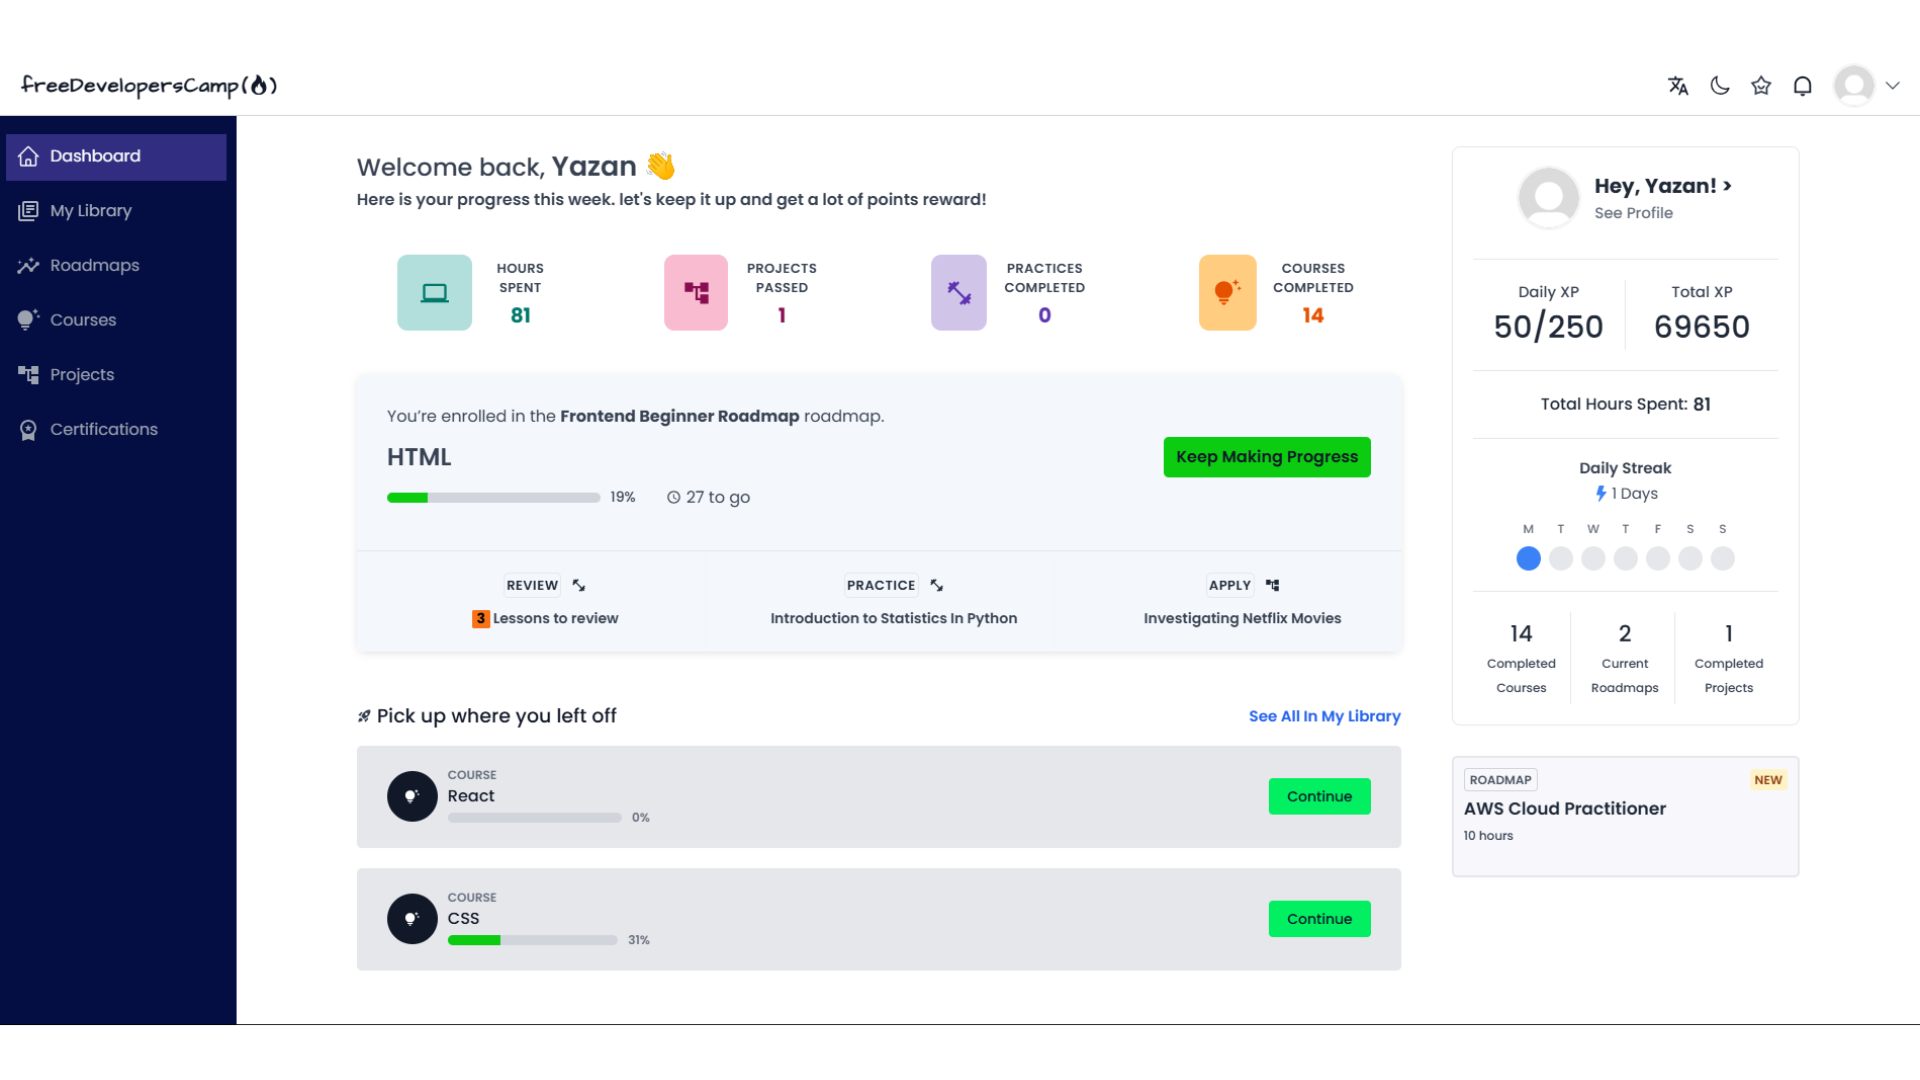 freeDevelopersCamp(🔥)
Dashboard
My Library
Roadmaps
Courses
Projects
Certifications
Welcome back, Yazan 👋
Here is your progress this week. let's keep it up and get a lot of points reward!
HOURS
SPENT
81
PROJECTS
PASSED
1
PRACTICES
COMPLETED
0
COURSES
COMPLETED
14
You’re enrolled in the Frontend Beginner Roadmap roadmap.
HTML
Keep Making Progress
19%
27 to go
REVIEW
3 Lessons to review
PRACTICE
Introduction to Statistics In Python
APPLY
Investigating Netflix Movies
Pick up where you left off
See All In My Library
COURSE
React
0%
Continue
COURSE
CSS
31%
Continue
Hey, Yazan! >
See Profile
Daily XP
50/250
Total XP
69650
Total Hours Spent: 81
Daily Streak
1 Days
M T W T F S S
14
Completed
Courses
2
Current
Roadmaps
1
Completed
Projects
ROADMAP
NEW
AWS Cloud Practitioner
10 hours